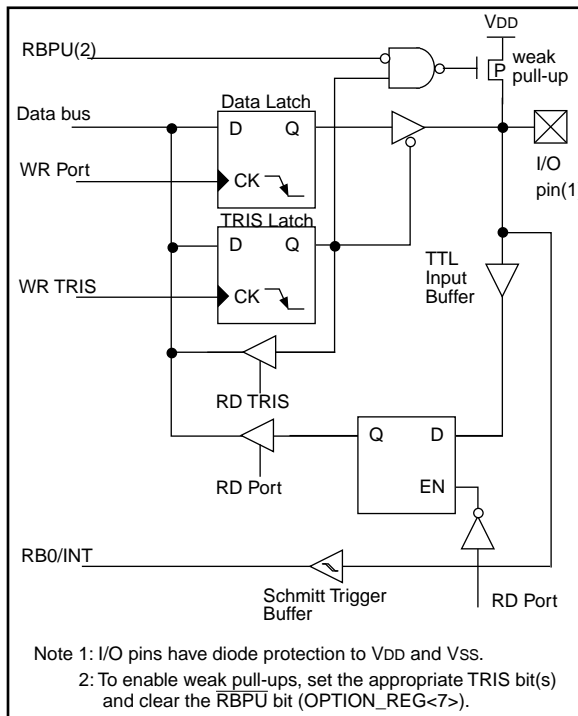 VDD
RBPU(2)
P
weak
pull-up
Data Latch
Data bus
D
Q
I/O
pin(1
WR Port
CK
TRIS Latch
D
Q
TTL
Input
Buffer
WR TRIS
CK
RD TRIS
Q
D
EN
RD Port
RB0/INT
Schmitt Trigger
Buffer
RD Port
Note 1: I/O pins have diode protection to VDD and VSS.
2: To enable weak pull-ups, set the appropriate TRIS bit(s)
and clear the RBPU bit (OPTION_REG<7>).